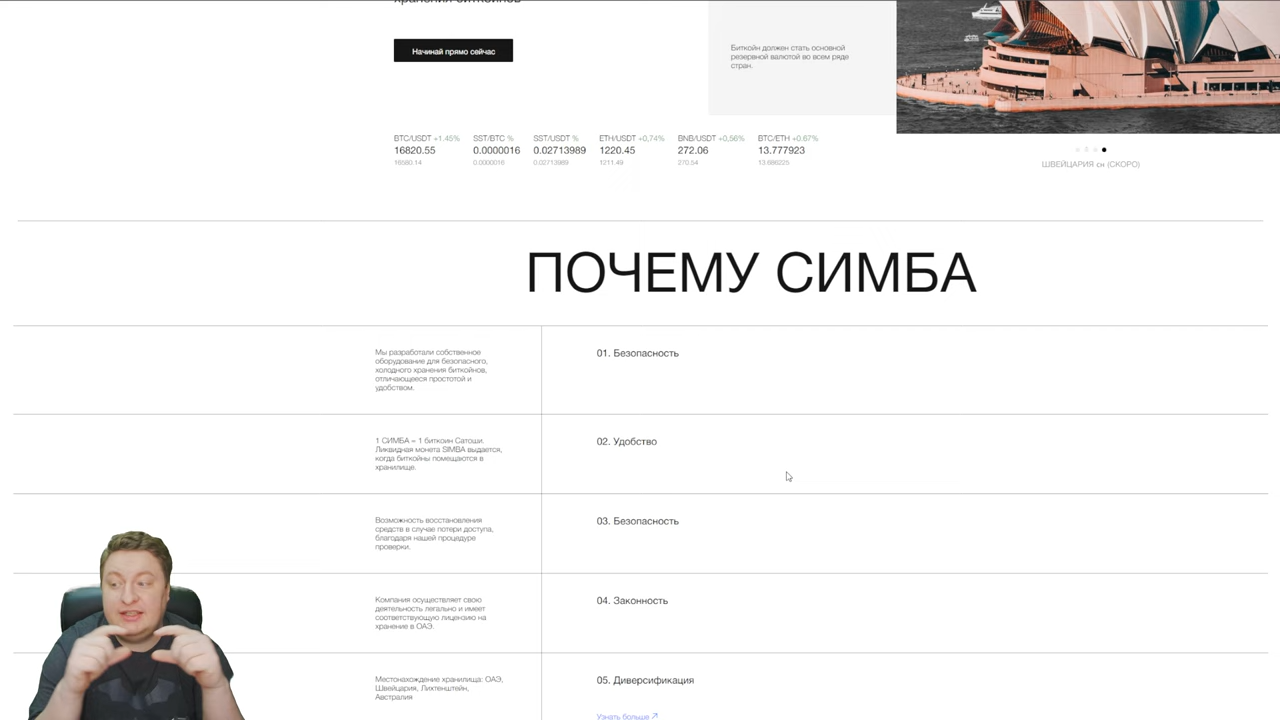 Начинай прямо сейчас
Биткойн должен стать основной
резервной валютой во всем ряде
стран.
BTC/USDT +1.45%
16820.55
16580.14
SST/BTC %
0.0000016
0.0000016
SST/USDT %
0.02713989
0.02713989
ETH/USDT +0,74%
1220.45
1211.49
BNB/USDT +0,56%
272.06
270.54
BTC/ETH +0.67%
13.777923
13.686225
ШВЕЙЦАРИЯ сн (СКОРО)
ПОЧЕМУ СИМБА
Мы разработали собственное
оборудование для безопасного,
холодного хранения биткойнов,
отличающееся простотой и
удобством.
01. Безопасность
1 СИМБА = 1 биткоин Сатоши.
Ликвидная монета SIMBA выдается,
когда биткойны помещаются в
хранилище.
02. Удобство
Возможность восстановления
средств в случае потери доступа,
благодаря нашей процедуре
проверки.
03. Безопасность
Компания осуществляет свою
деятельность легально и имеет
соответствующую лицензию на
хранение в ОАЭ.
04. Законность
Местонахождение хранилища: ОАЭ,
Швейцария, Лихтенштейн,
Австралия
05. Диверсификация
Узнать больше